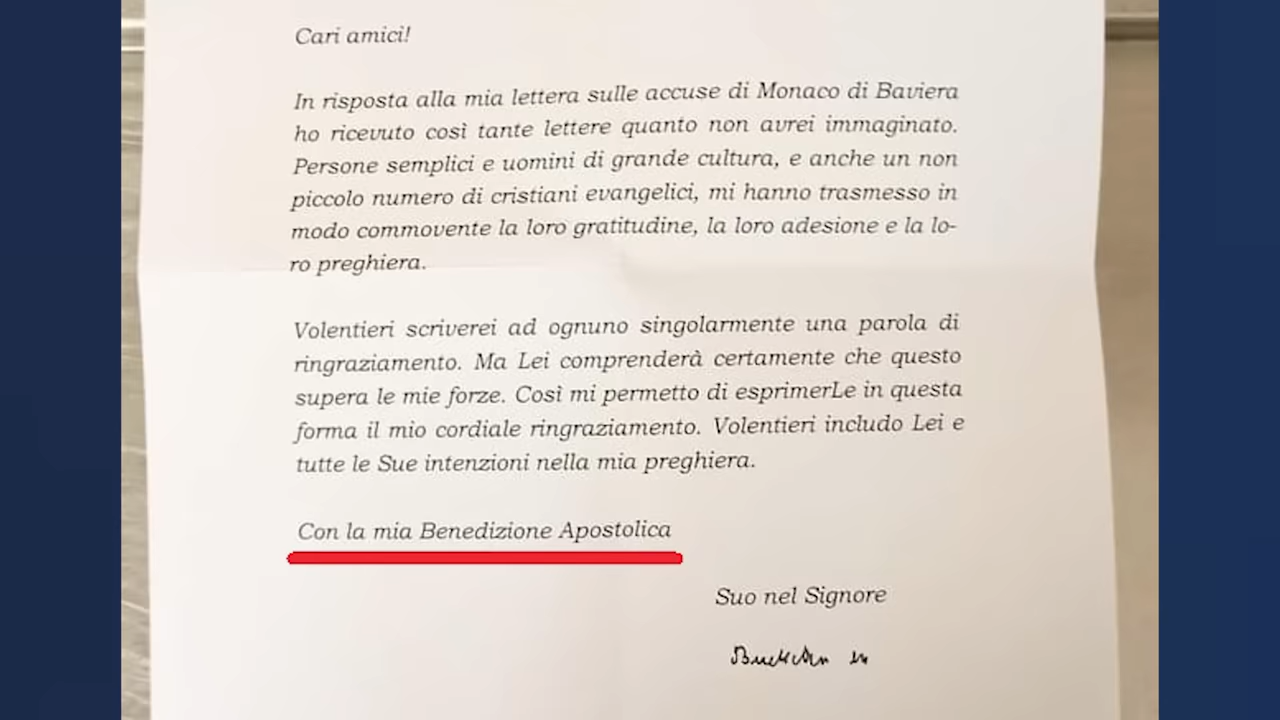 Cari amici!
In risposta alla mia lettera sulle accuse di Monaco di Baviera
ho ricevuto così tante lettere quanto non avrei immaginato.
Persone semplici e uomini di grande cultura, e anche un non
piccolo numero di cristiani evangelici, mi hanno trasmesso in
modo commovente la loro gratitudine, la loro adesione e la lo-
ro preghiera.
Volentieri scriverei ad ognuno singolarmente una parola di
ringraziamento. Ma Lei comprenderà certamente che questo
supera le mie forze. Così mi permetto di esprimerLe in questa
forma il mio cordiale ringraziamento. Volentieri includo Lei e
tutte le Sue intenzioni nella mia preghiera.
Con la mia Benedizione Apostolica
Suo nel Signore